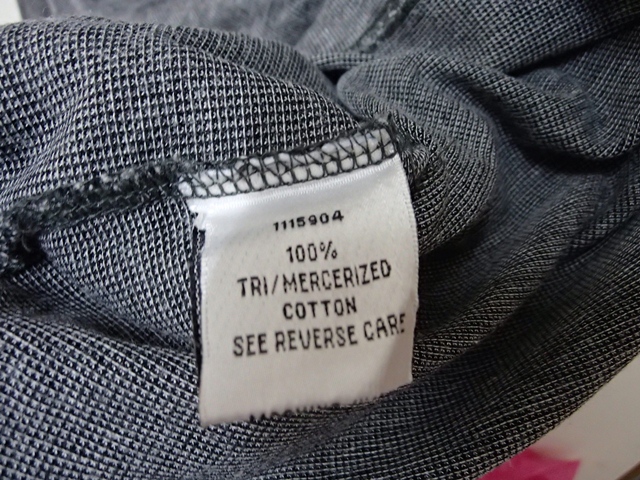 1115904
100%
TRI/MERCERIZED
COTTON
SEE REVERSE CARE